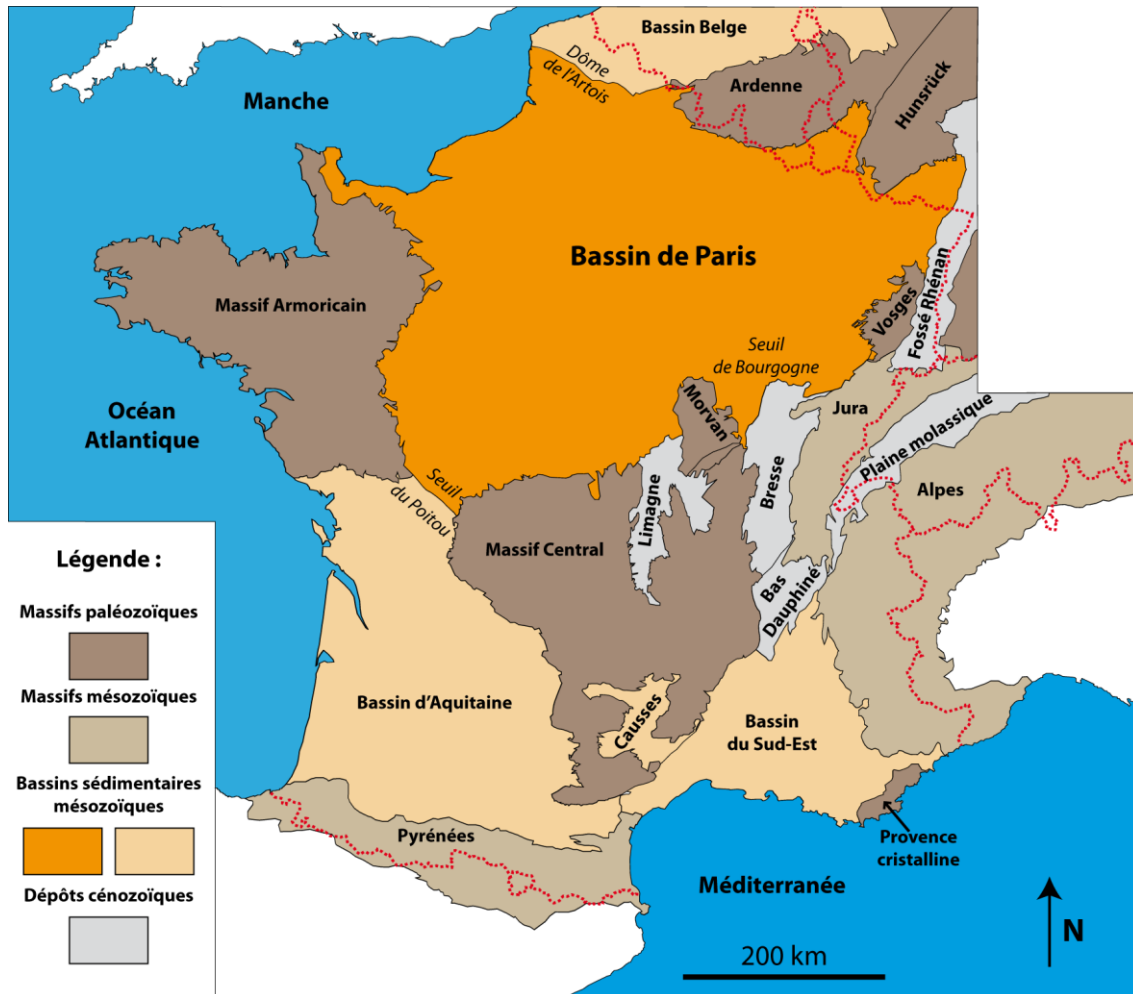 Bassin Belge
Dôme
de l'Artois
Ardenne
Hunsrück
Manche
Bassin de Paris
Massif Armoricain
Vosges
Fossé Rhénan
Seuil
de Bourgogne
Morvan
Jura
Océan
Atlantique
Plaine molassique
Alpes
Seuil
du Poitou
Bresse
Limagne
Massif Central
Bas
Dauphiné
Bassin d'Aquitaine
Causses
Bassin
du Sud-Est
Pyrénées
Provence
cristalline
Méditerranée
N
200 km
Légende :
Massifs paléozoïques
Massifs mésozoïques
Bassins sédimentaires
mésozoïques
Dépôts cénozoïques